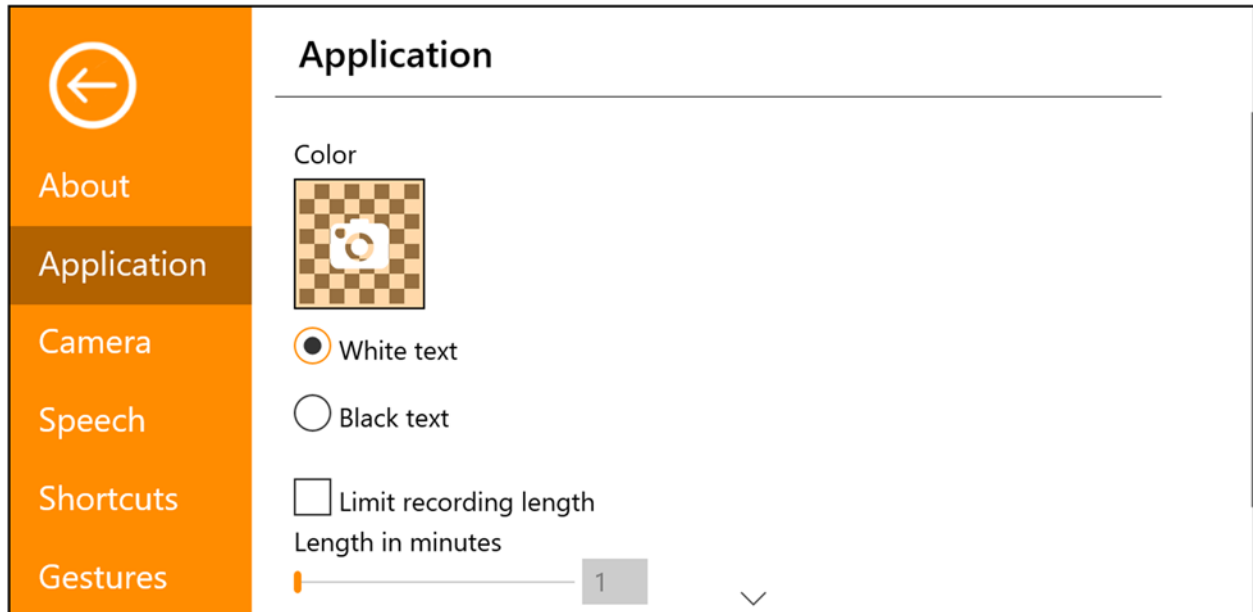 Application
About
Application
Camera
Speech
Shortcuts
Gestures
Color
White text
Black text
Limit recording length
Length in minutes
1